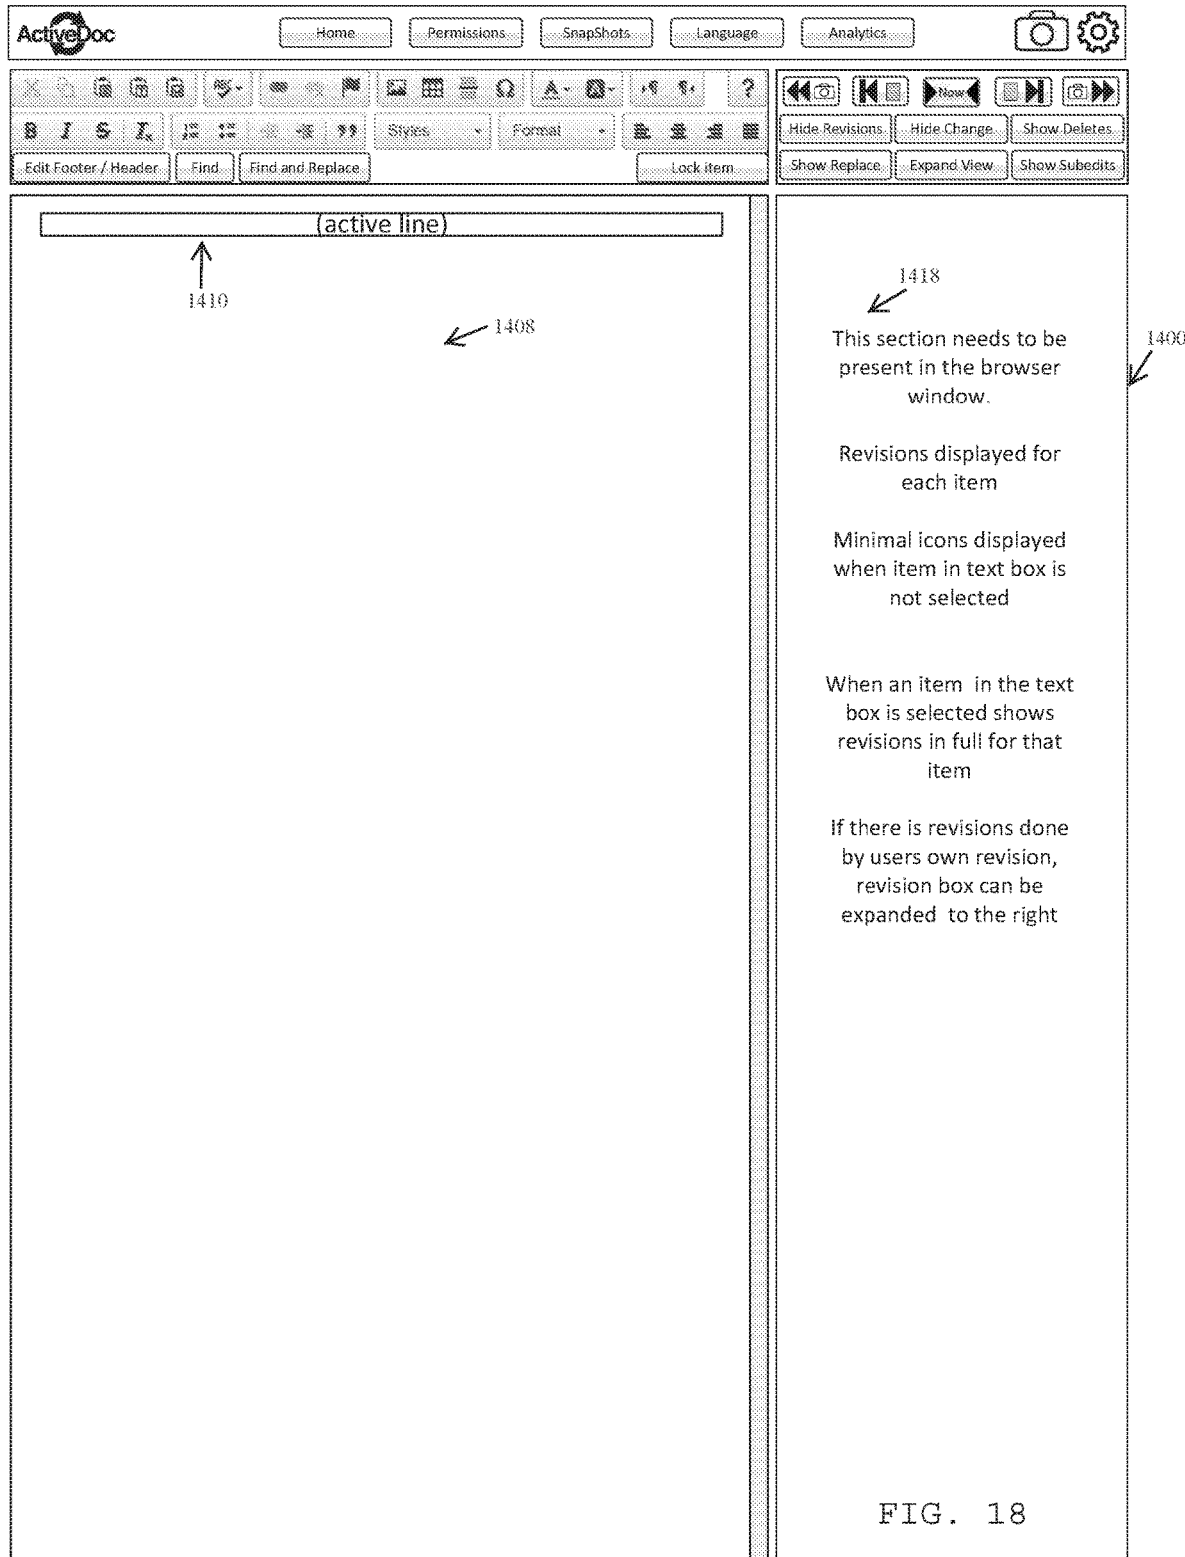 ActiveDoc Home Permissions SnapShots Language Analytics
B I S Tx Styles Format
Now
Hide Revisions Hide Change Show Deletes
Edit Footer / Header Find Find and Replace Lock item
Show Replace Expand View Show Subedits
(active line)
1410
1408
1418
1400
This section needs to be
present in the browser
window.
Revisions displayed for
each item
Minimal icons displayed
when item in text box is
not selected
When an item in the text
box is selected shows
revisions in full for that
item
If there is revisions done
by users own revision,
revision box can be
expanded to the right
FIG. 18